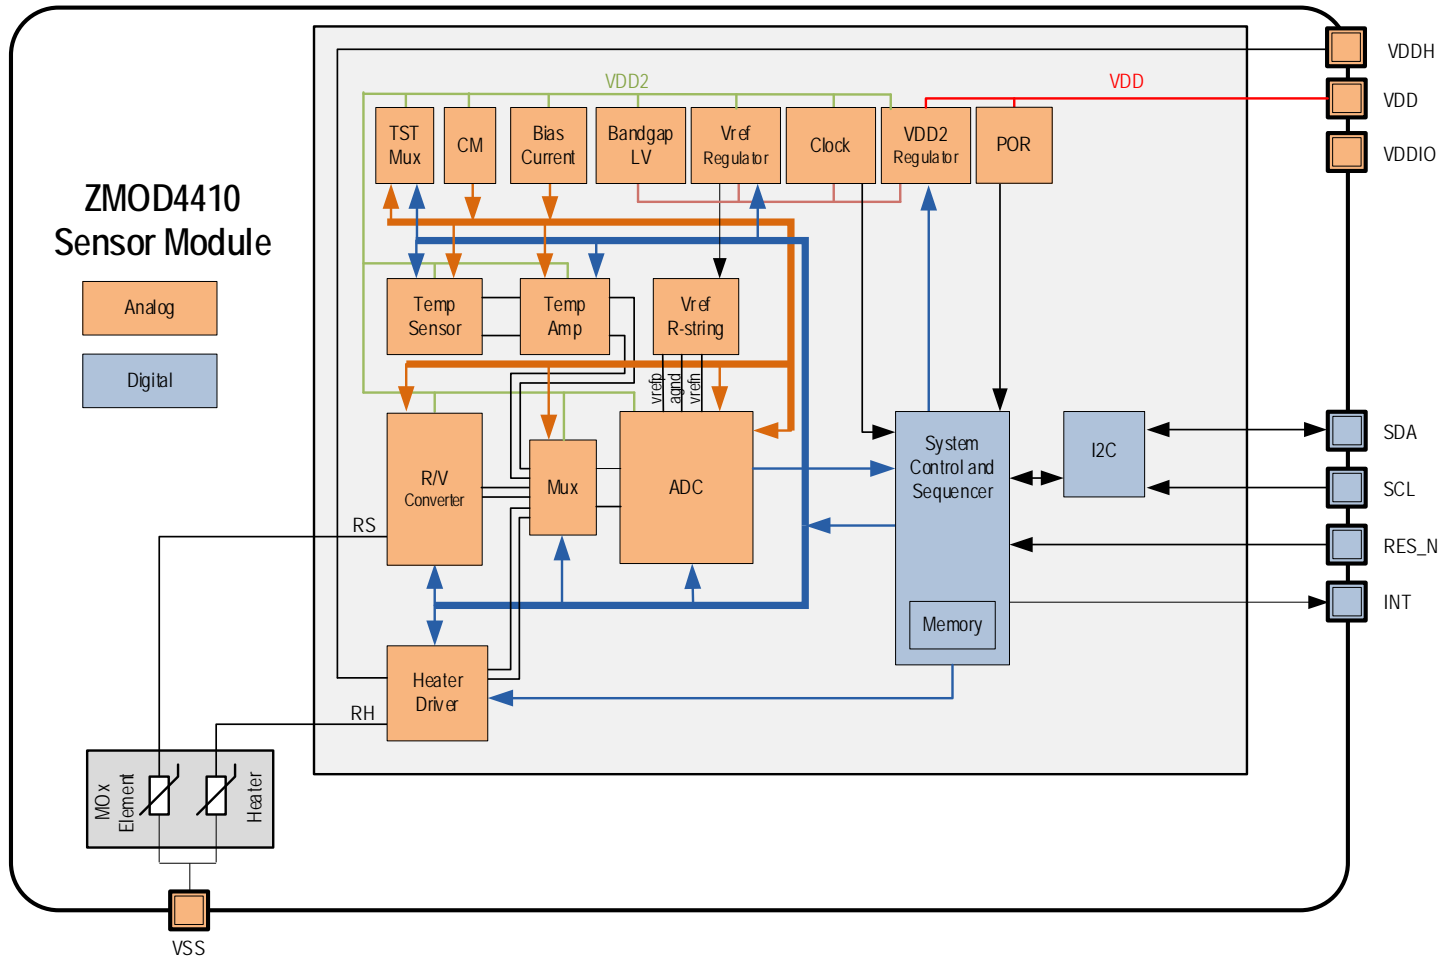 VDDH
VDD2
VDD
VDD
VDDIO
TST
Mux
CM
Bias
Current
Bandgap
LV
Vref
Regulator
Clock
VDD2
Regulator
POR
ZMOD4410
Sensor Module
Analog
Digital
Temp
Sensor
Temp
Amp
Vref
R-string
vrefp
agnd
vrefn
R/V
Converter
Mux
ADC
System
Control and
Sequencer
Memory
I2C
SDA
SCL
RES_N
INT
RS
Heater
Driver
RH
MOx
Element
Heater
VSS